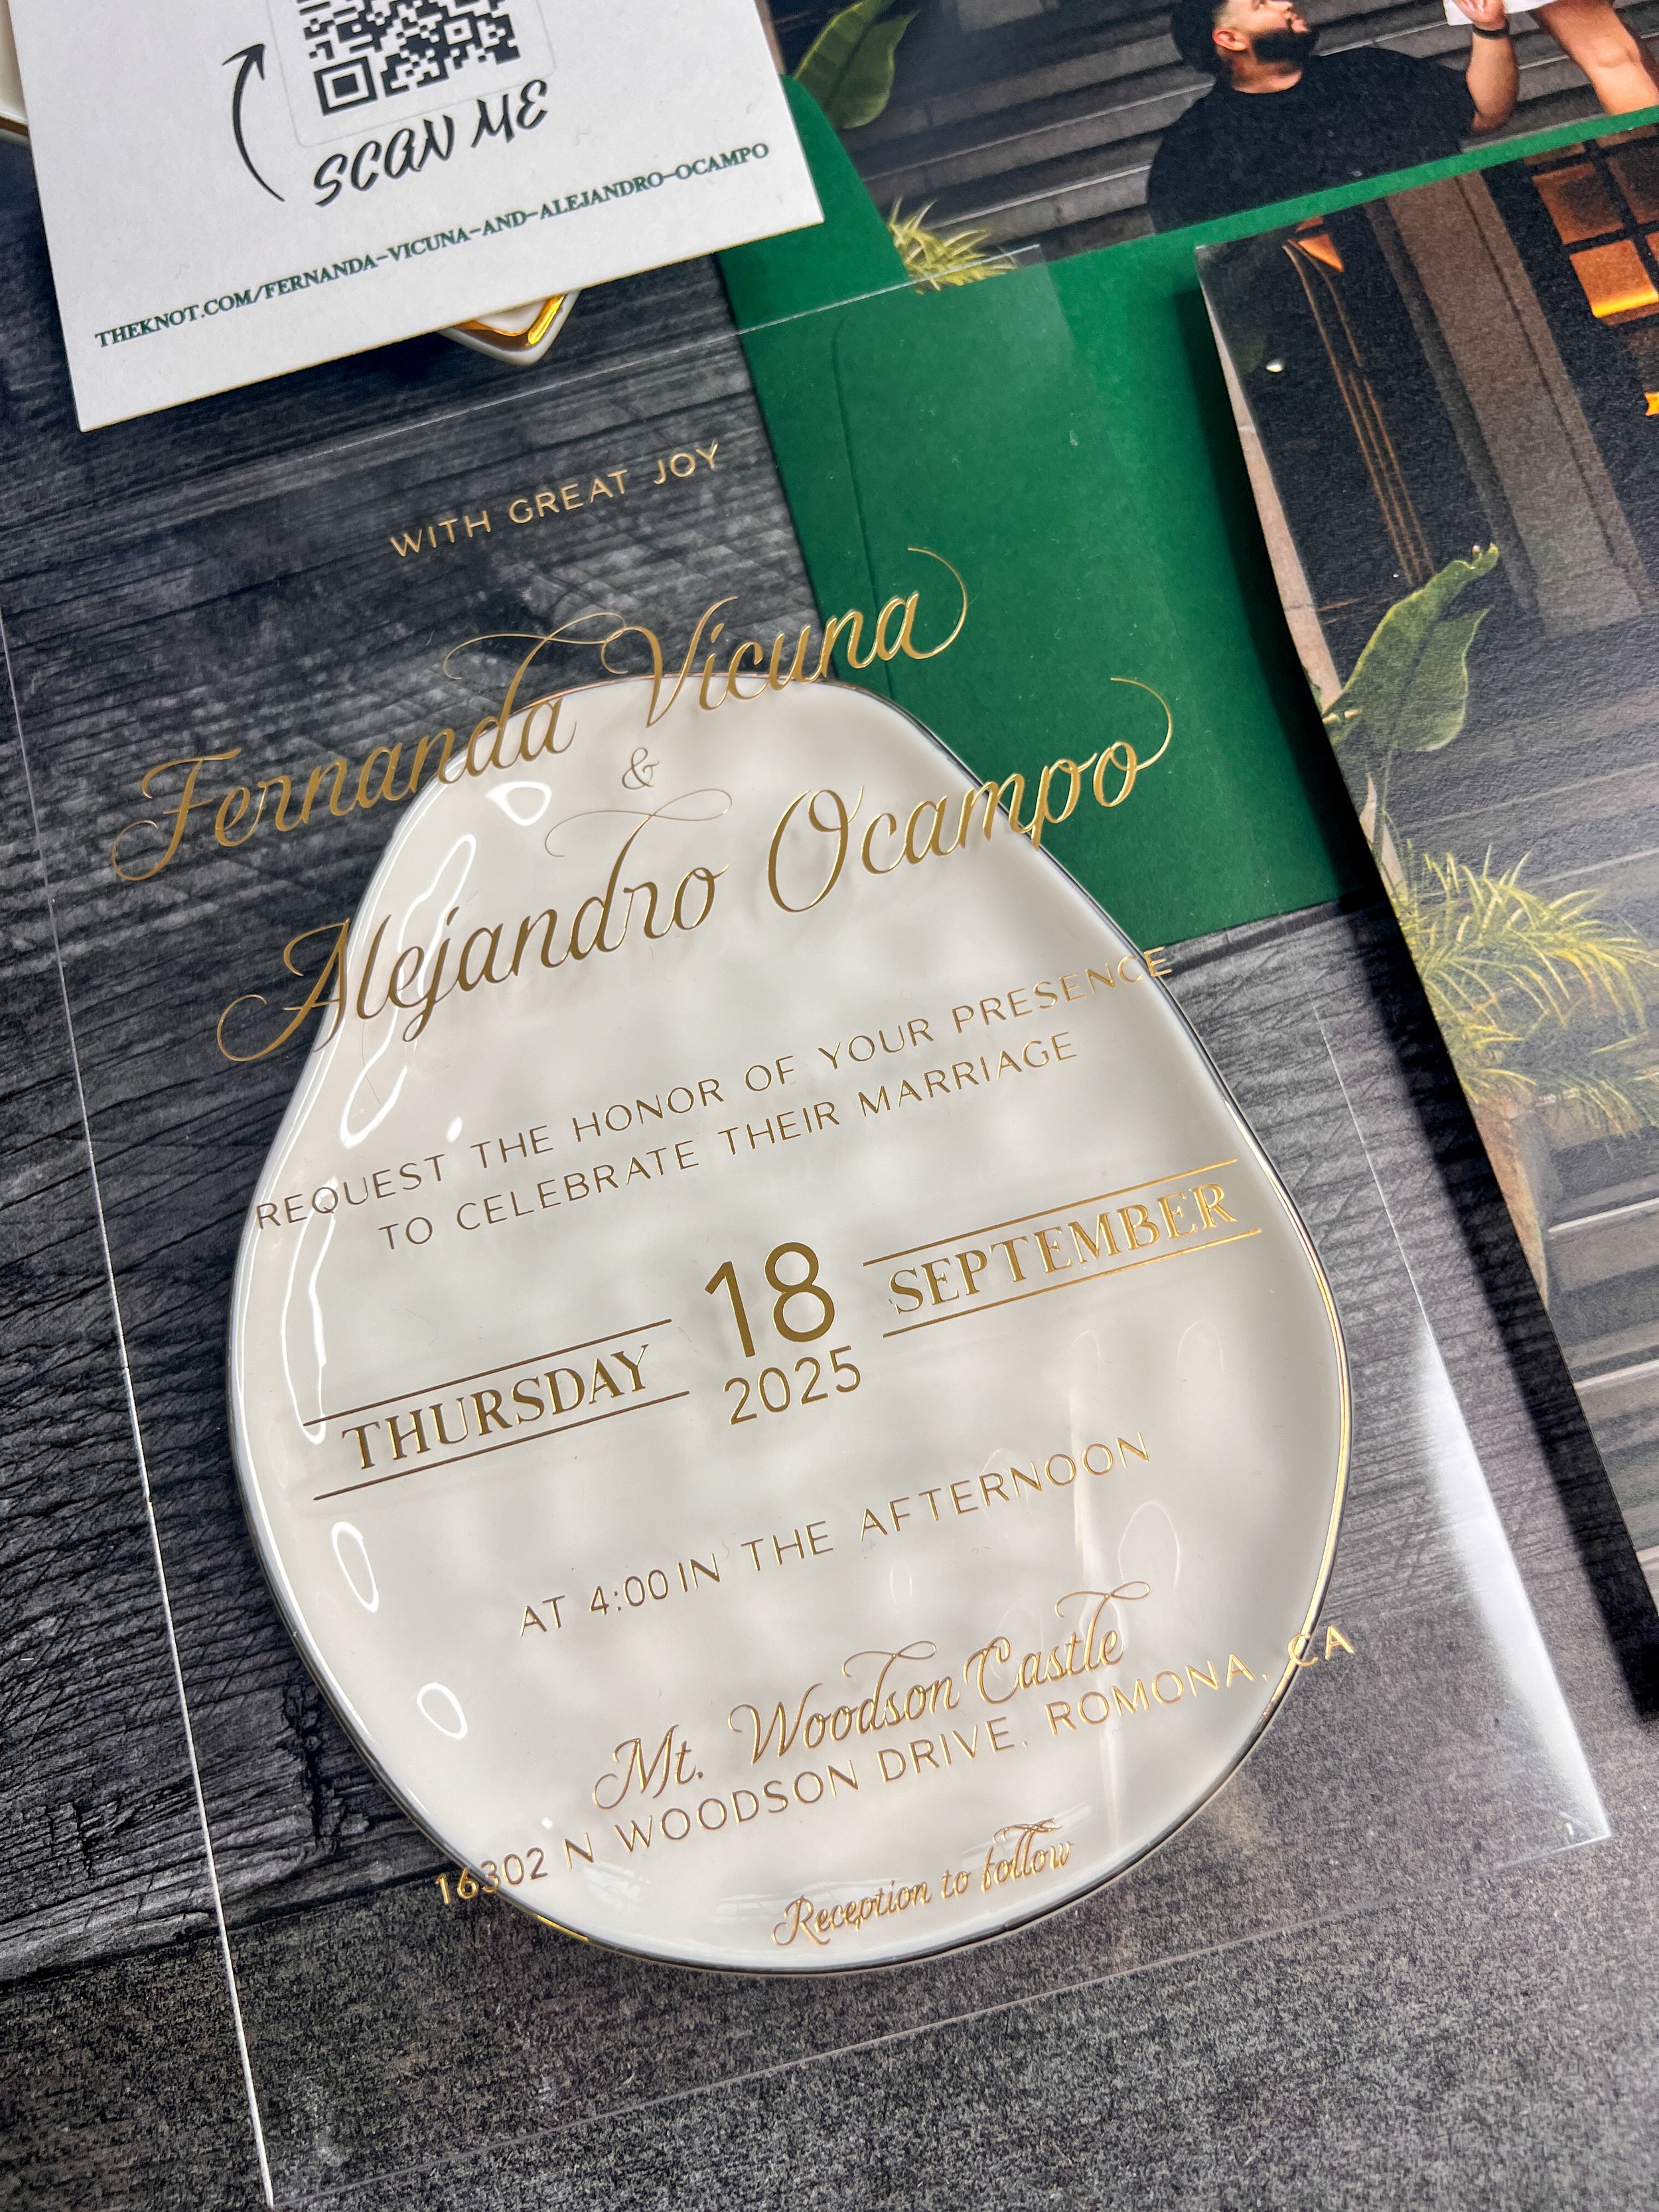 SCAN ME
THEKNOT.COM/FERNANDA-VICUNA-AND-ALEJANDRO-OCAMPO
WITH GREAT JOY
Fernanda Vicuna
&
Alejandro Ocampo
REQUEST THE HONOR OF YOUR PRESENCE
TO CELEBRATE THEIR MARRIAGE
THURSDAY 18 SEPTEMBER
2025
AT 4:00 IN THE AFTERNOON
Mt. Woodson Castle
16302 N WOODSON DRIVE, ROMONA, CA
Reception to follow